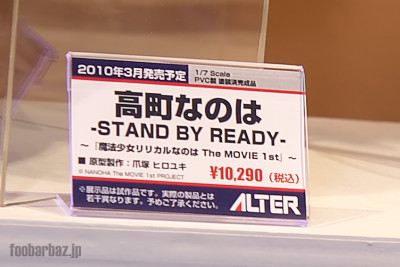 2010年3月発売予定
1/7 Scale
PVC製 塗装済完成品
高町なのは
-STAND BY READY-
～『魔法少女リリカルなのは The MOVIE 1st』～
■ 原型製作：爪塚 ヒロユキ
© NANOHA The MOVIE 1st PROJECT
¥10,290（税込）
※展示品は試作品です。実際の製品とは
若干異なります。予めご了承ください。
ALTER
foobarbaz.jp